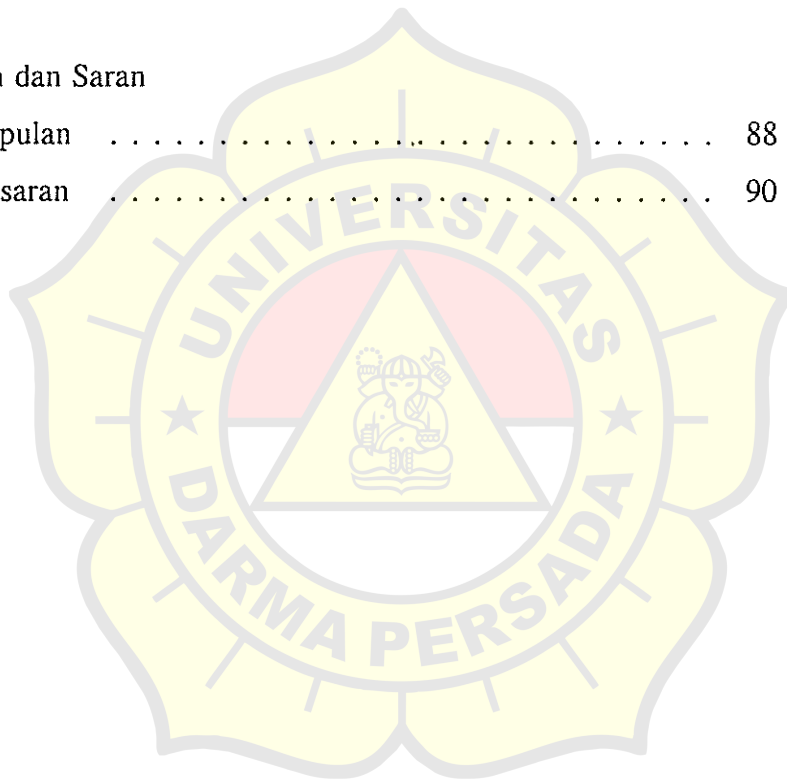 n dan Saran
pulan . . . . . . . . . . . . . . . . . . . . . . . . . . . . . . . 88
saran . . . . . . . . . . . . . . . . . . . . . . . . . . . . . . . 90
UNIVERSITAS
DARMA PERSADA